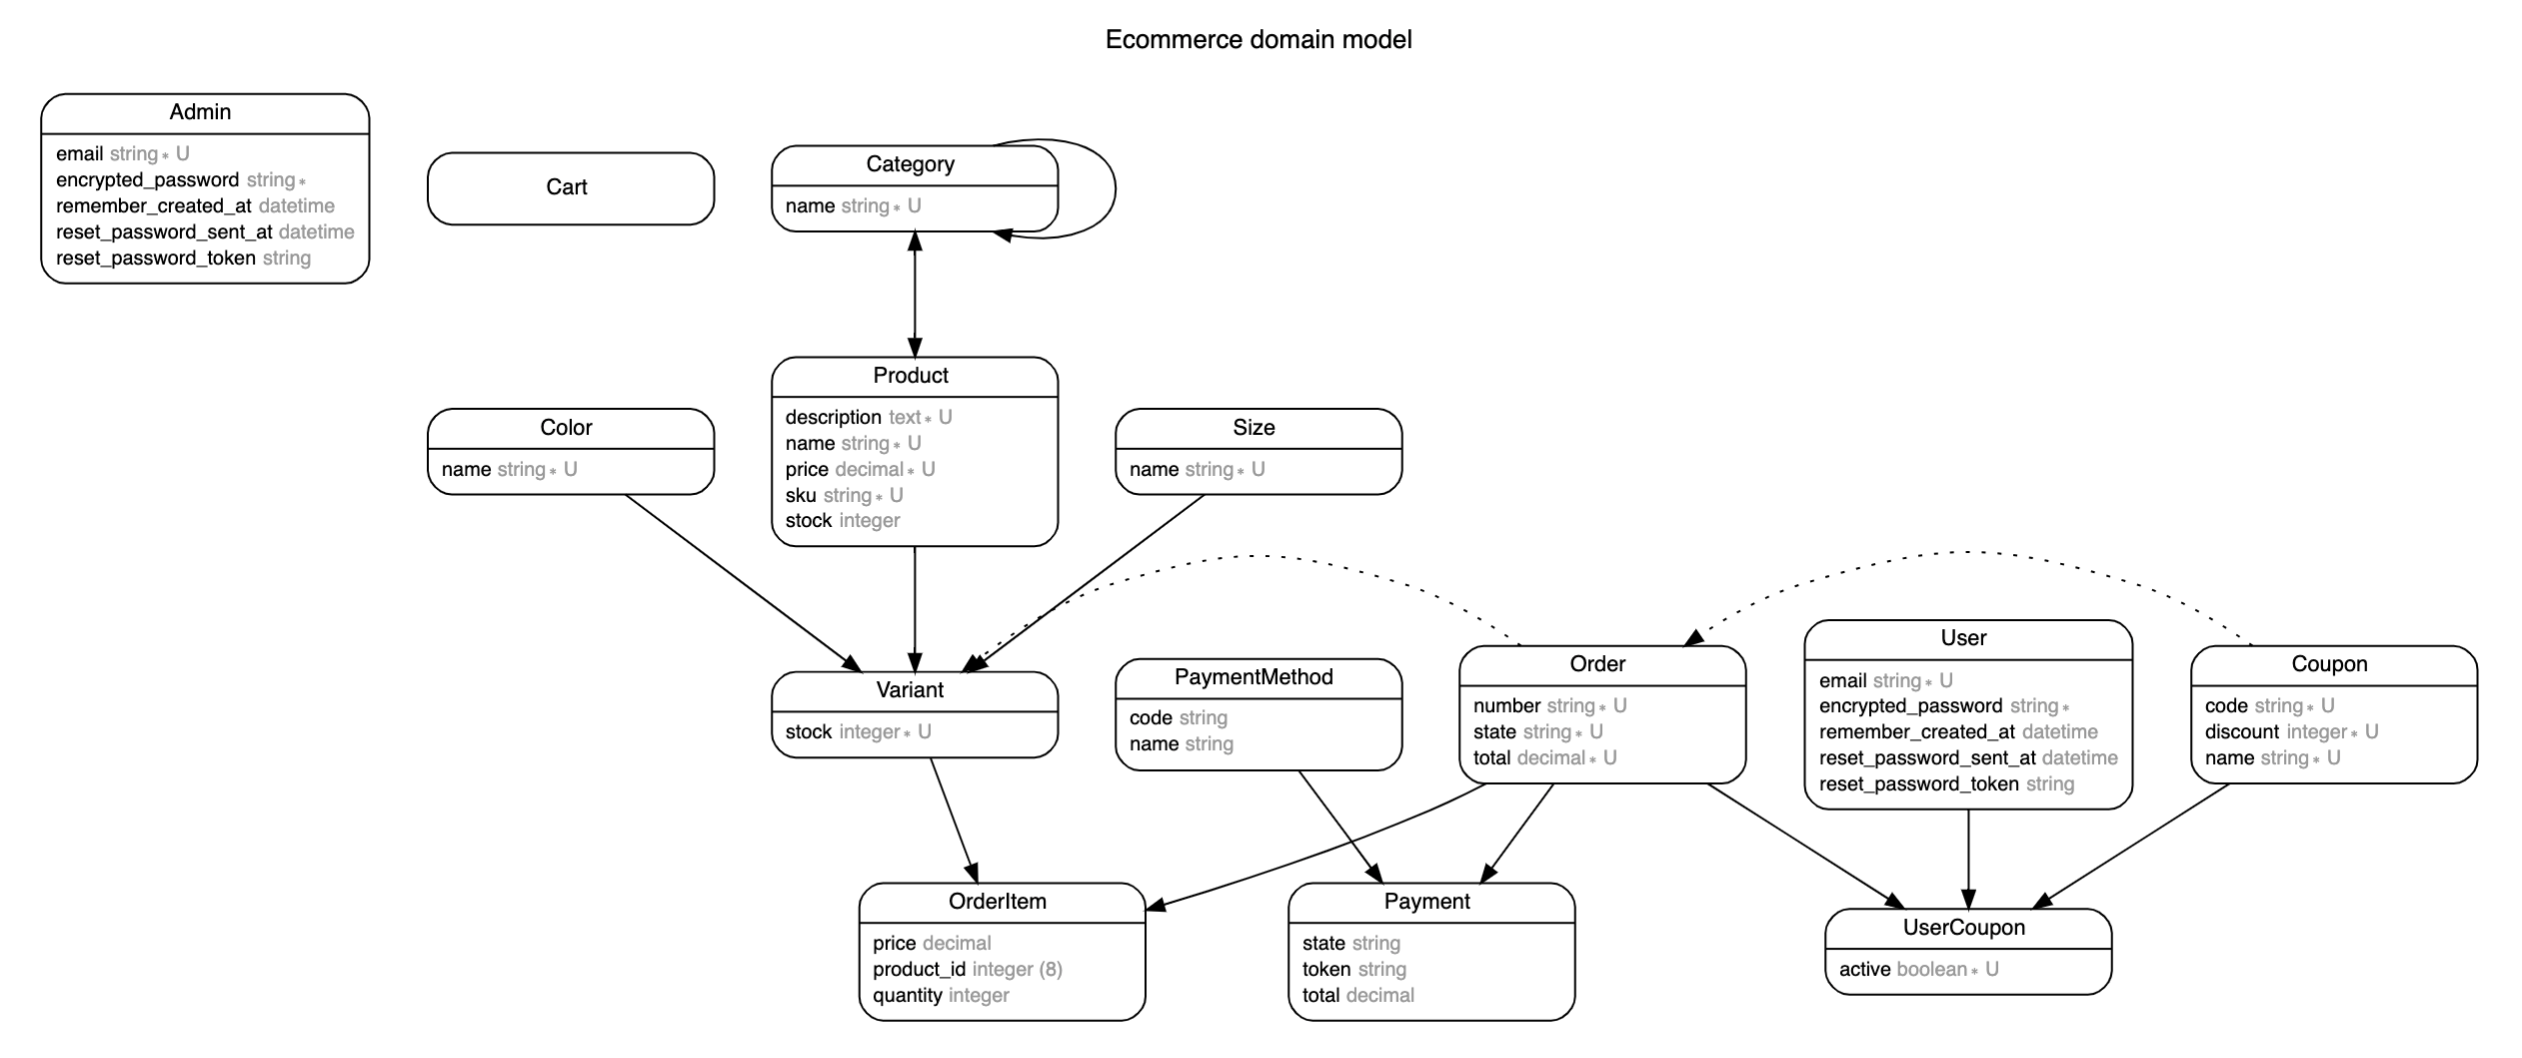 Ecommerce domain model
Admin
email string∗ U
encrypted_password string∗
remember_created_at datetime
reset_password_sent_at datetime
reset_password_token string
Cart
Category
name string∗ U
Color
name string∗ U
Product
description text∗ U
name string∗ U
price decimal∗ U
sku string∗ U
stock integer
Size
name string∗ U
Variant
stock integer∗ U
PaymentMethod
code string
name string
Order
number string∗ U
state string∗ U
total decimal∗ U
User
email string∗ U
encrypted_password string∗
remember_created_at datetime
reset_password_sent_at datetime
reset_password_token string
Coupon
code string∗ U
discount integer∗ U
name string∗ U
OrderItem
price decimal
product_id integer (8)
quantity integer
Payment
state string
token string
total decimal
UserCoupon
active boolean∗ U